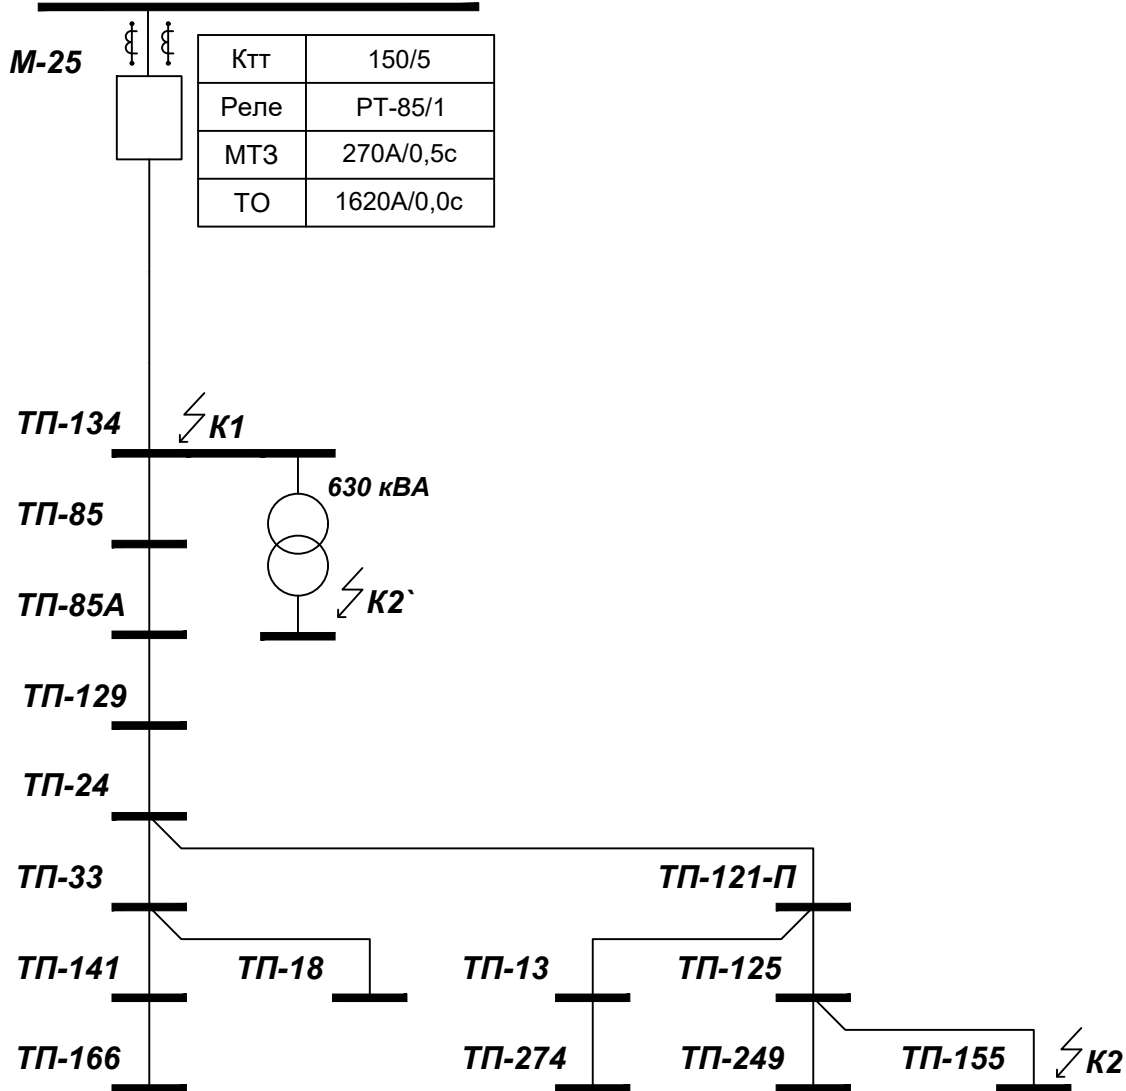 М-25
Ктт 150/5
Реле РТ-85/1
МТЗ 270А/0,5с
ТО 1620А/0,0с
ТП-134
К1
630 кВА
ТП-85
К2`
ТП-85А
ТП-129
ТП-24
ТП-33
ТП-121-П
ТП-141
ТП-18
ТП-13
ТП-125
ТП-166
ТП-274
ТП-249
ТП-155
К2